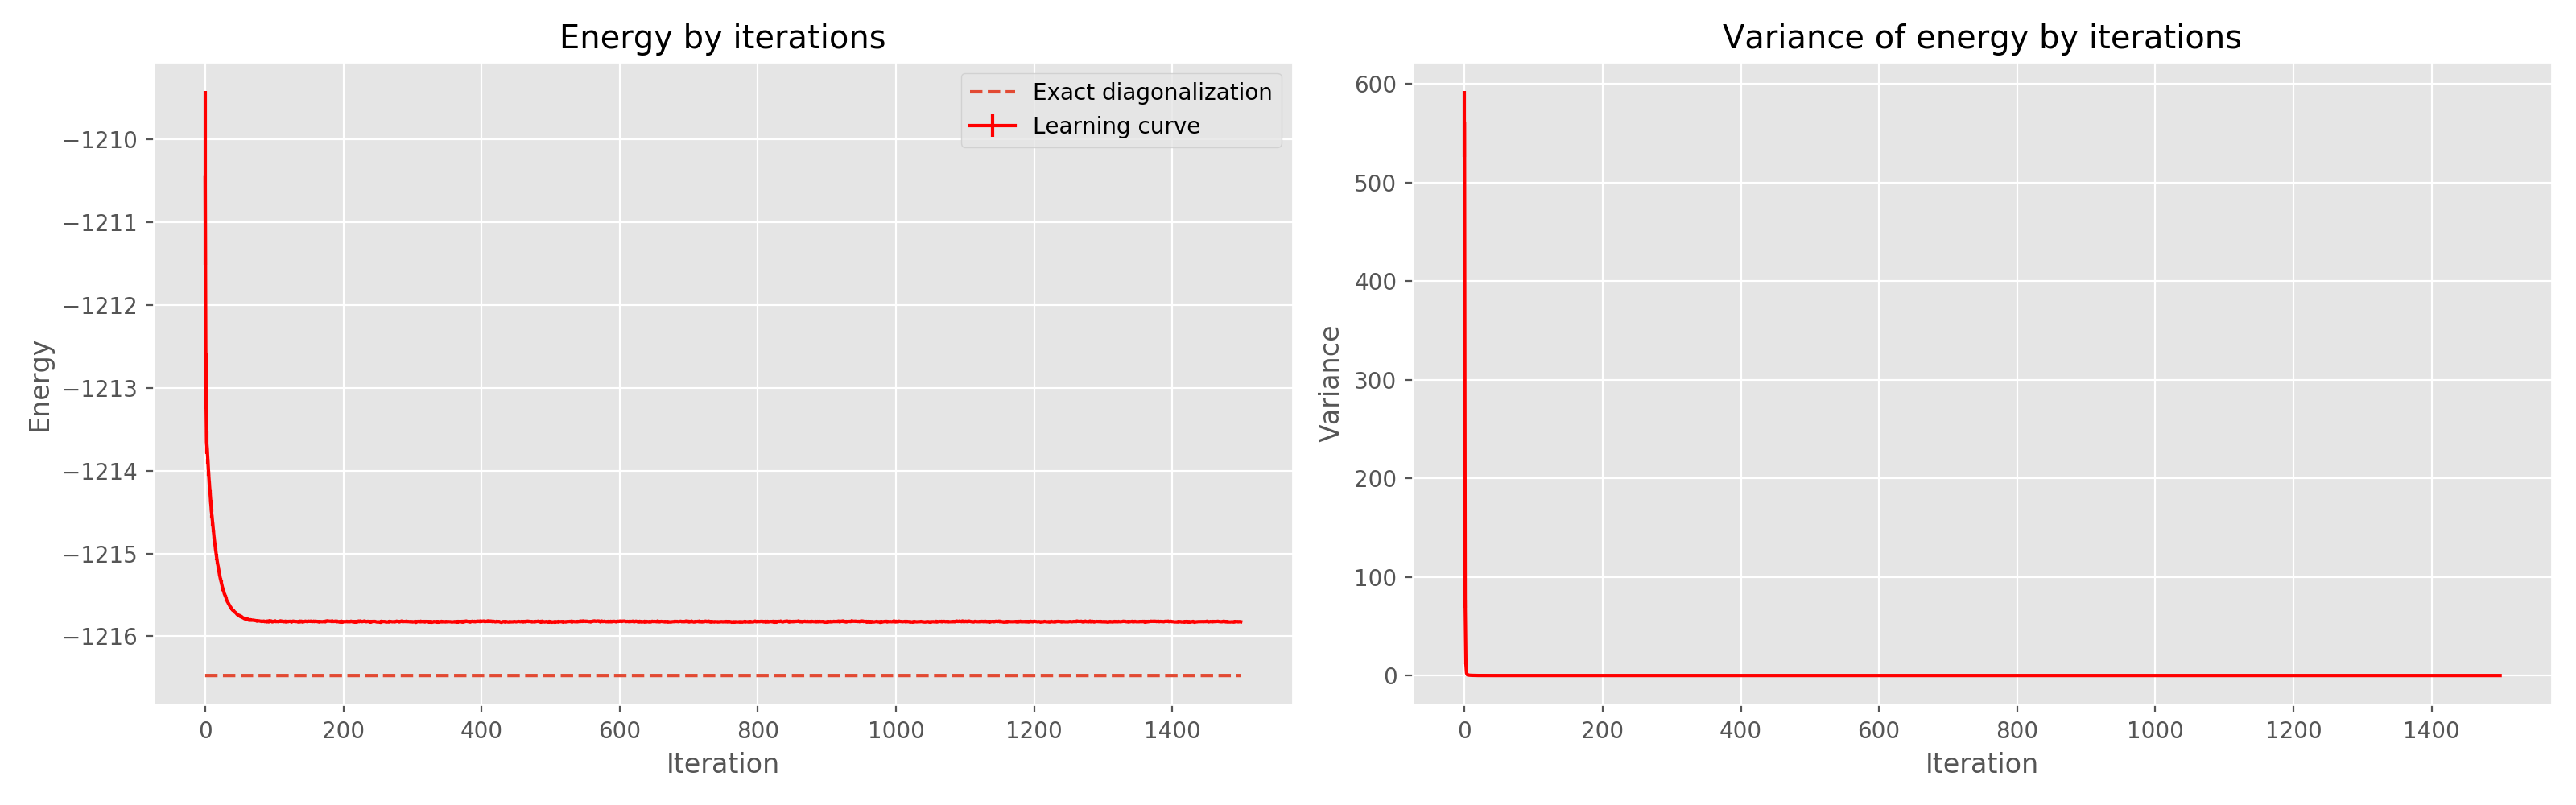 Energy by iterations
Exact diagonalization
Learning curve
−1210
−1211
−1212
−1213
−1214
−1215
−1216
Energy
0 200 400 600 800 1000 1200 1400
Iteration
Variance of energy by iterations
600
500
400
300
200
100
0
Variance
0 200 400 600 800 1000 1200 1400
Iteration